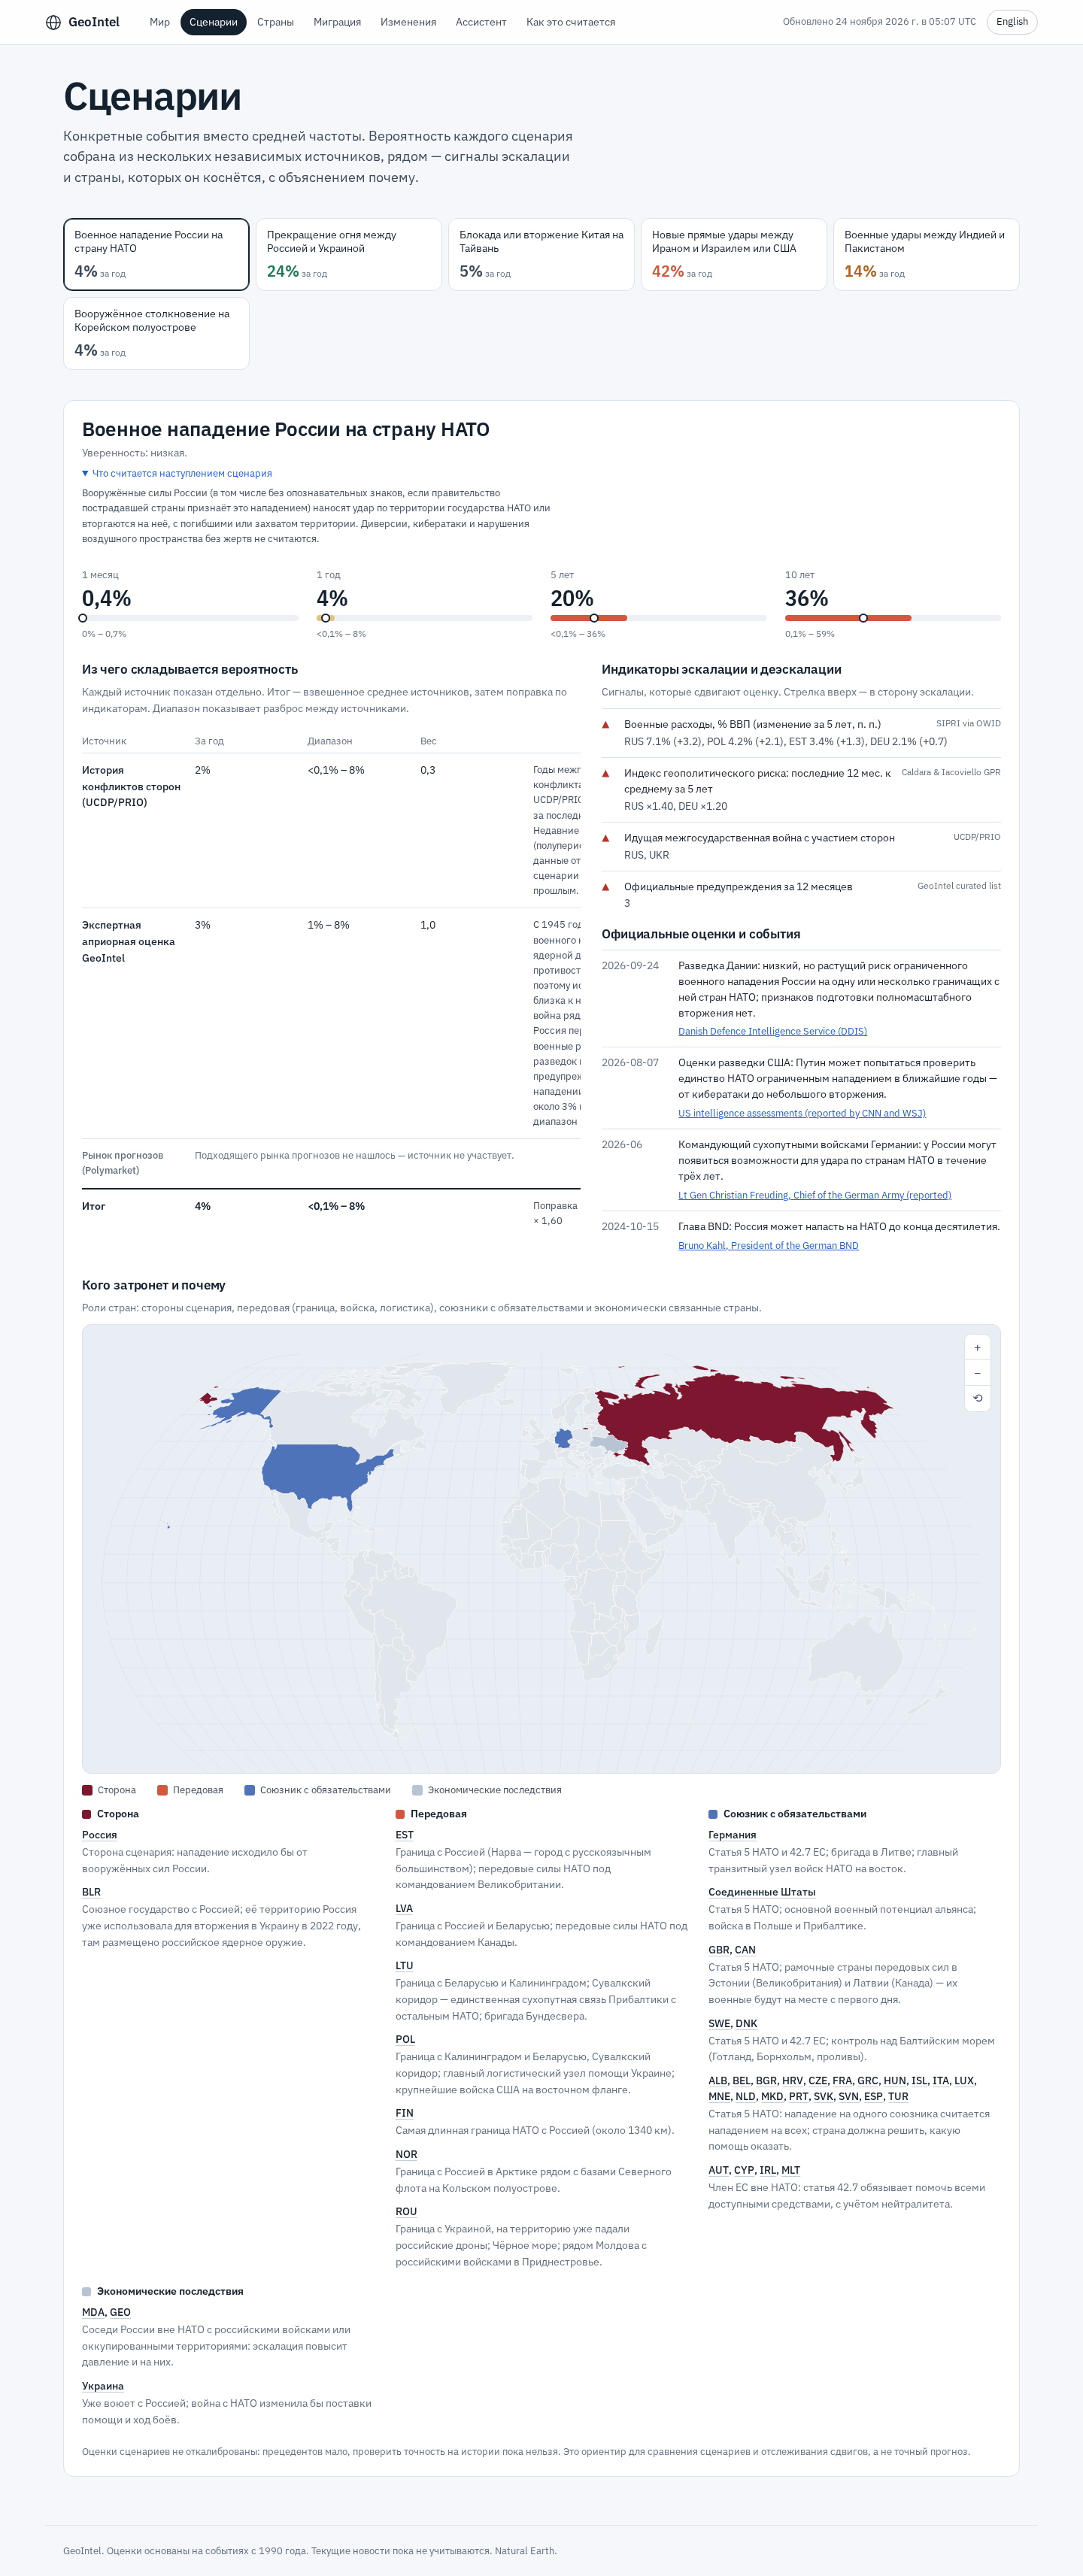 GeoIntel
Мир
Сценарии
Страны
Миграция
Изменения
Ассистент
Как это считается
Обновлено 24 ноября 2026 г. в 05:07 UTC
English
Сценарии
Конкретные события вместо средней частоты. Вероятность каждого сценария
собрана из нескольких независимых источников, рядом — сигналы эскалации
и страны, которых он коснётся, с объяснением почему.
Военное нападение России на
страну НАТО
4% за год
Прекращение огня между
Россией и Украиной
24% за год
Блокада или вторжение Китая на
Тайвань
5% за год
Новые прямые удары между
Ираном и Израилем или США
42% за год
Военные удары между Индией и
Пакистаном
14% за год
Вооружённое столкновение на
Корейском полуострове
4% за год
Военное нападение России на страну НАТО
Уверенность: низкая.
▼ Что считается наступлением сценария
Вооружённые силы России (в том числе без опознавательных знаков, если правительство
пострадавшей страны признаёт это нападением) наносят удар по территории государства НАТО или
вторгаются на неё, с погибшими или захватом территории. Диверсии, кибератаки и нарушения
воздушного пространства без жертв не считаются.
1 месяц
0,4%
0% – 0,7%
1 год
4%
<0,1% – 8%
5 лет
20%
<0,1% – 36%
10 лет
36%
0,1% – 59%
Из чего складывается вероятность
Каждый источник показан отдельно. Итог — взвешенное среднее источников, затем поправка по
индикаторам. Диапазон показывает разброс между источниками.
Источник За год Диапазон Вес
История
конфликтов сторон
(UCDP/PRIO)
2%
<0,1% – 8%
0,3
Годы межг
конфликта
UCDP/PRIO
за последн
Недавние
(полупери
данные от
сценарии
прошлым.
Экспертная
априорная оценка
GeoIntel
3%
1% – 8%
1,0
С 1945 год
военного н
ядерной д
противост
поэтому ис
близка к н
война ряд
Россия пер
военные р
разведок и
предупреж
нападении
около 3% в
диапазон
Рынок прогнозов
(Polymarket)
Подходящего рынка прогнозов не нашлось — источник не участвует.
Итог
4%
<0,1% – 8%
Поправка
× 1,60
Индикаторы эскалации и деэскалации
Сигналы, которые сдвигают оценку. Стрелка вверх — в сторону эскалации.
▲ Военные расходы, % ВВП (изменение за 5 лет, п. п.)
SIPRI via OWID
RUS 7.1% (+3.2), POL 4.2% (+2.1), EST 3.4% (+1.3), DEU 2.1% (+0.7)
▲ Индекс геополитического риска: последние 12 мес. к
среднему за 5 лет
Caldara & Iacoviello GPR
RUS ×1.40, DEU ×1.20
▲ Идущая межгосударственная война с участием сторон
UCDP/PRIO
RUS, UKR
▲ Официальные предупреждения за 12 месяцев
GeoIntel curated list
3
Официальные оценки и события
2026-09-24
Разведка Дании: низкий, но растущий риск ограниченного
военного нападения России на одну или несколько граничащих с
ней стран НАТО; признаков подготовки полномасштабного
вторжения нет.
Danish Defence Intelligence Service (DDIS)
2026-08-07
Оценки разведки США: Путин может попытаться проверить
единство НАТО ограниченным нападением в ближайшие годы —
от кибератаки до небольшого вторжения.
US intelligence assessments (reported by CNN and WSJ)
2026-06
Командующий сухопутными войсками Германии: у России могут
появиться возможности для удара по странам НАТО в течение
трёх лет.
Lt Gen Christian Freuding, Chief of the German Army (reported)
2024-10-15
Глава BND: Россия может напасть на НАТО до конца десятилетия.
Bruno Kahl, President of the German BND
Кого затронет и почему
Роли стран: стороны сценария, передовая (граница, войска, логистика), союзники с обязательствами и экономически связанные страны.
+
−
⟲
Сторона
Передовая
Союзник с обязательствами
Экономические последствия
Сторона
Россия
Сторона сценария: нападение исходило бы от
вооружённых сил России.
BLR
Союзное государство с Россией; её территорию Россия
уже использовала для вторжения в Украину в 2022 году,
там размещено российское ядерное оружие.
Передовая
EST
Граница с Россией (Нарва — город с русскоязычным
большинством); передовые силы НАТО под
командованием Великобритании.
LVA
Граница с Россией и Беларусью; передовые силы НАТО под
командованием Канады.
LTU
Граница с Беларусью и Калининградом; Сувалкский
коридор — единственная сухопутная связь Прибалтики с
остальным НАТО; бригада Бундесвера.
POL
Граница с Калининградом и Беларусью, Сувалкский
коридор; главный логистический узел помощи Украине;
крупнейшие войска США на восточном фланге.
FIN
Самая длинная граница НАТО с Россией (около 1340 км).
NOR
Граница с Россией в Арктике рядом с базами Северного
флота на Кольском полуострове.
ROU
Граница с Украиной, на территорию уже падали
российские дроны; Чёрное море; рядом Молдова с
российскими войсками в Приднестровье.
Союзник с обязательствами
Германия
Статья 5 НАТО и 42.7 ЕС; бригада в Литве; главный
транзитный узел войск НАТО на восток.
Соединенные Штаты
Статья 5 НАТО; основной военный потенциал альянса;
войска в Польше и Прибалтике.
GBR, CAN
Статья 5 НАТО; рамочные страны передовых сил в
Эстонии (Великобритания) и Латвии (Канада) — их
военные будут на месте с первого дня.
SWE, DNK
Статья 5 НАТО и 42.7 ЕС; контроль над Балтийским морем
(Готланд, Борнхольм, проливы).
ALB, BEL, BGR, HRV, CZE, FRA, GRC, HUN, ISL, ITA, LUX,
MNE, NLD, MKD, PRT, SVK, SVN, ESP, TUR
Статья 5 НАТО: нападение на одного союзника считается
нападением на всех; страна должна решить, какую
помощь оказать.
AUT, CYP, IRL, MLT
Член ЕС вне НАТО: статья 42.7 обязывает помочь всеми
доступными средствами, с учётом нейтралитета.
Экономические последствия
MDA, GEO
Соседи России вне НАТО с российскими войсками или
оккупированными территориями: эскалация повысит
давление и на них.
Украина
Уже воюет с Россией; война с НАТО изменила бы поставки
помощи и ход боёв.
Оценки сценариев не откалиброваны: прецедентов мало, проверить точность на истории пока нельзя. Это ориентир для сравнения сценариев и отслеживания сдвигов, а не точный прогноз.
GeoIntel. Оценки основаны на событиях с 1990 года. Текущие новости пока не учитываются. Natural Earth.